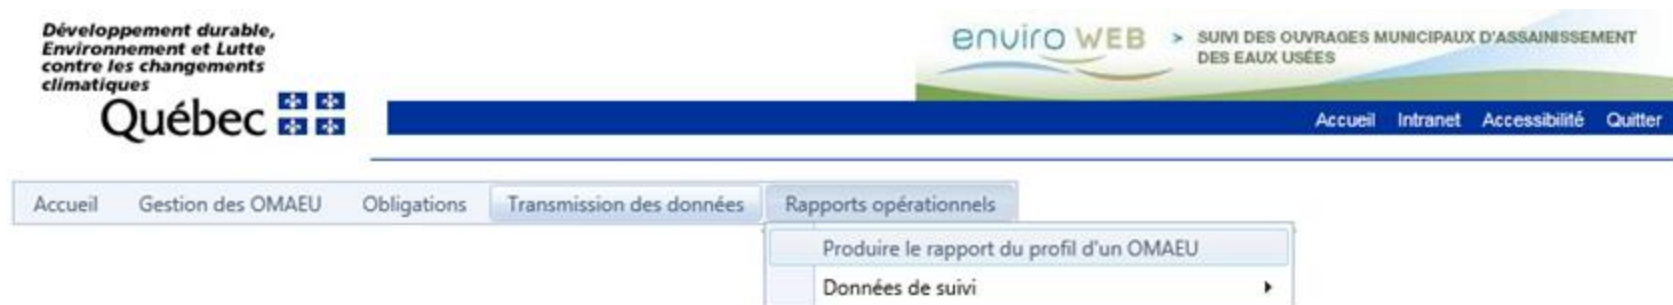 Développement durable,
Environnement et Lutte
contre les changements
climatiques
Québec
enviro WEB > SUIVI DES OUVRAGES MUNICIPAUX D'ASSAINISSEMENT
DES EAUX USÉES
Accueil Intranet Accessibilité Quitter
Accueil Gestion des OMAEU Obligations Transmission des données Rapports opérationnels
Produire le rapport du profil d'un OMAEU
Données de suivi